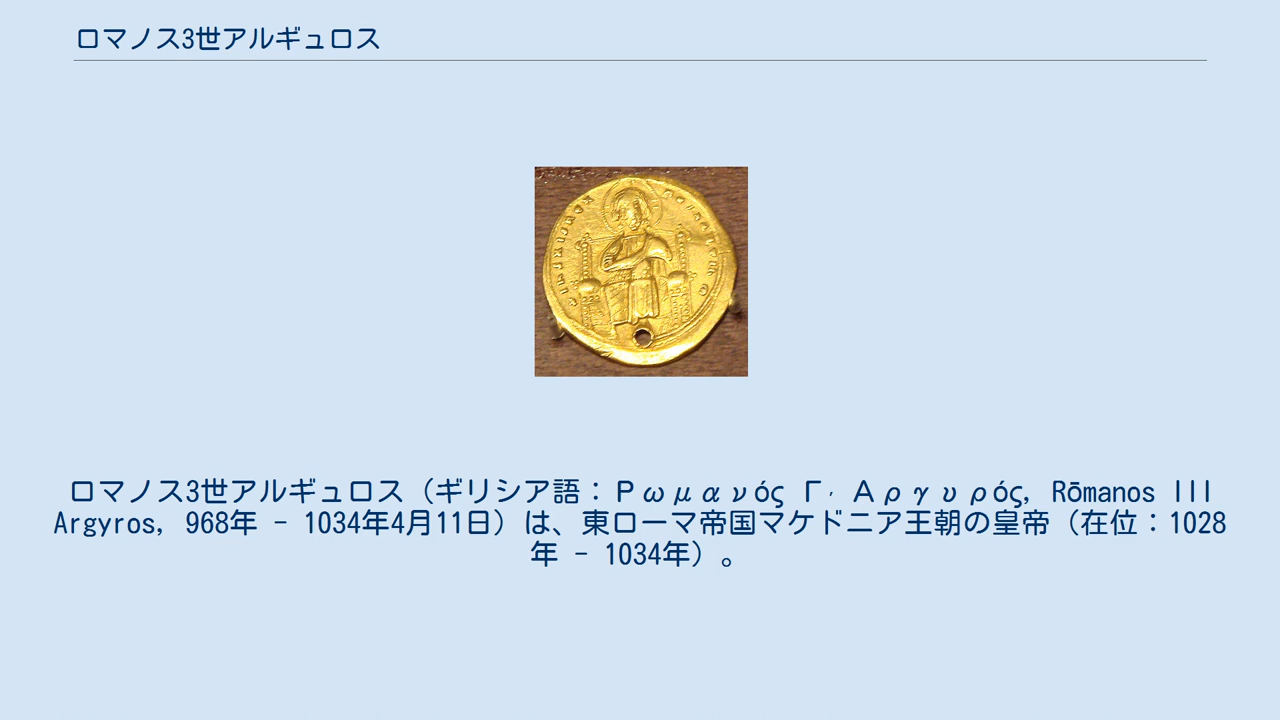 ロマノス3世アルギュロス
ロマノス3世アルギュロス（ギリシア語：Ρωμανός Γ΄ Αργυρός, Rōmanos III
Argyros, 968年 - 1034年4月11日）は、東ローマ帝国マケドニア王朝の皇帝（在位：1028
年 - 1034年）。